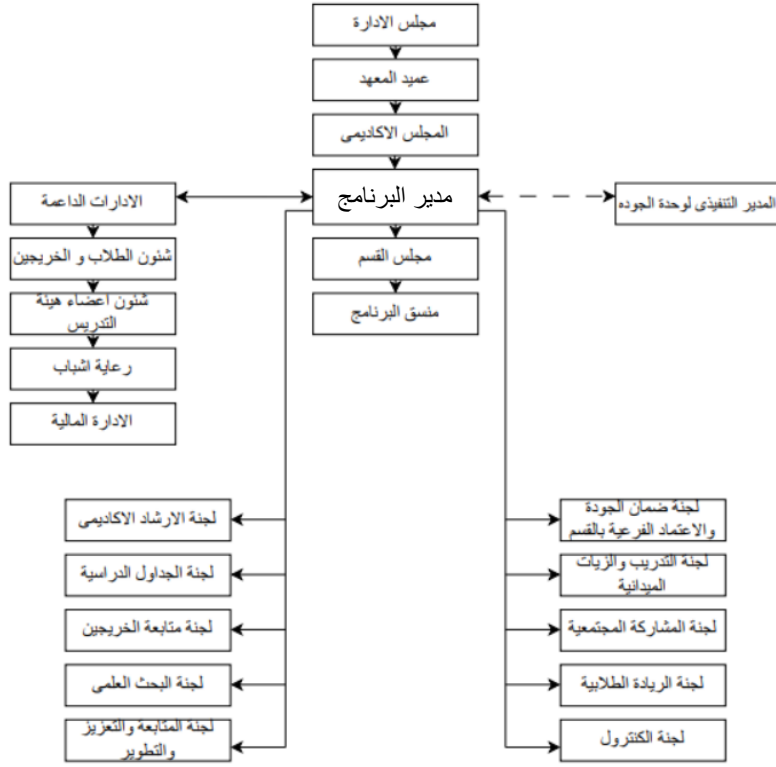 مجلس الادارة
عميد المعهد
المجلس الاكاديمى
مدير البرنامج
المدير التنفيذى لوحدة الجوده
الادارات الداعمة
مجلس القسم
شئون الطلاب و الخريجين
منسق البرنامج
شئون اعضاء هيئة
التدريس
رعاية اشباب
الادارة المالية
لجنة ضمان الجودة
والاعتماد الفرعية بالقسم
لجنة الارشاد الاكاديمى
لجنة التدريب والزيات
الميدانية
لجنة الجداول الدراسية
لجنة المشاركة المجتمعية
لجنة متابعة الخريجين
لجنة الريادة الطلابية
لجنة البحث العلمى
لجنة الكنترول
لجنة المتابعة والتعزيز
والتطوير